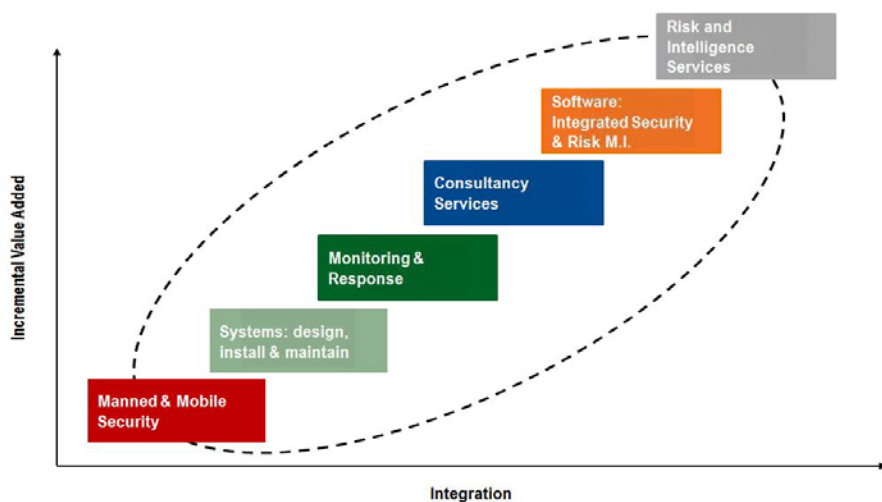 Risk and
Intelligence
Services
Software:
Integrated Security
& Risk M.I.
Consultancy
Services
Monitoring &
Response
Systems: design,
install & maintain
Manned & Mobile
Security
Incremental Value Added
Integration